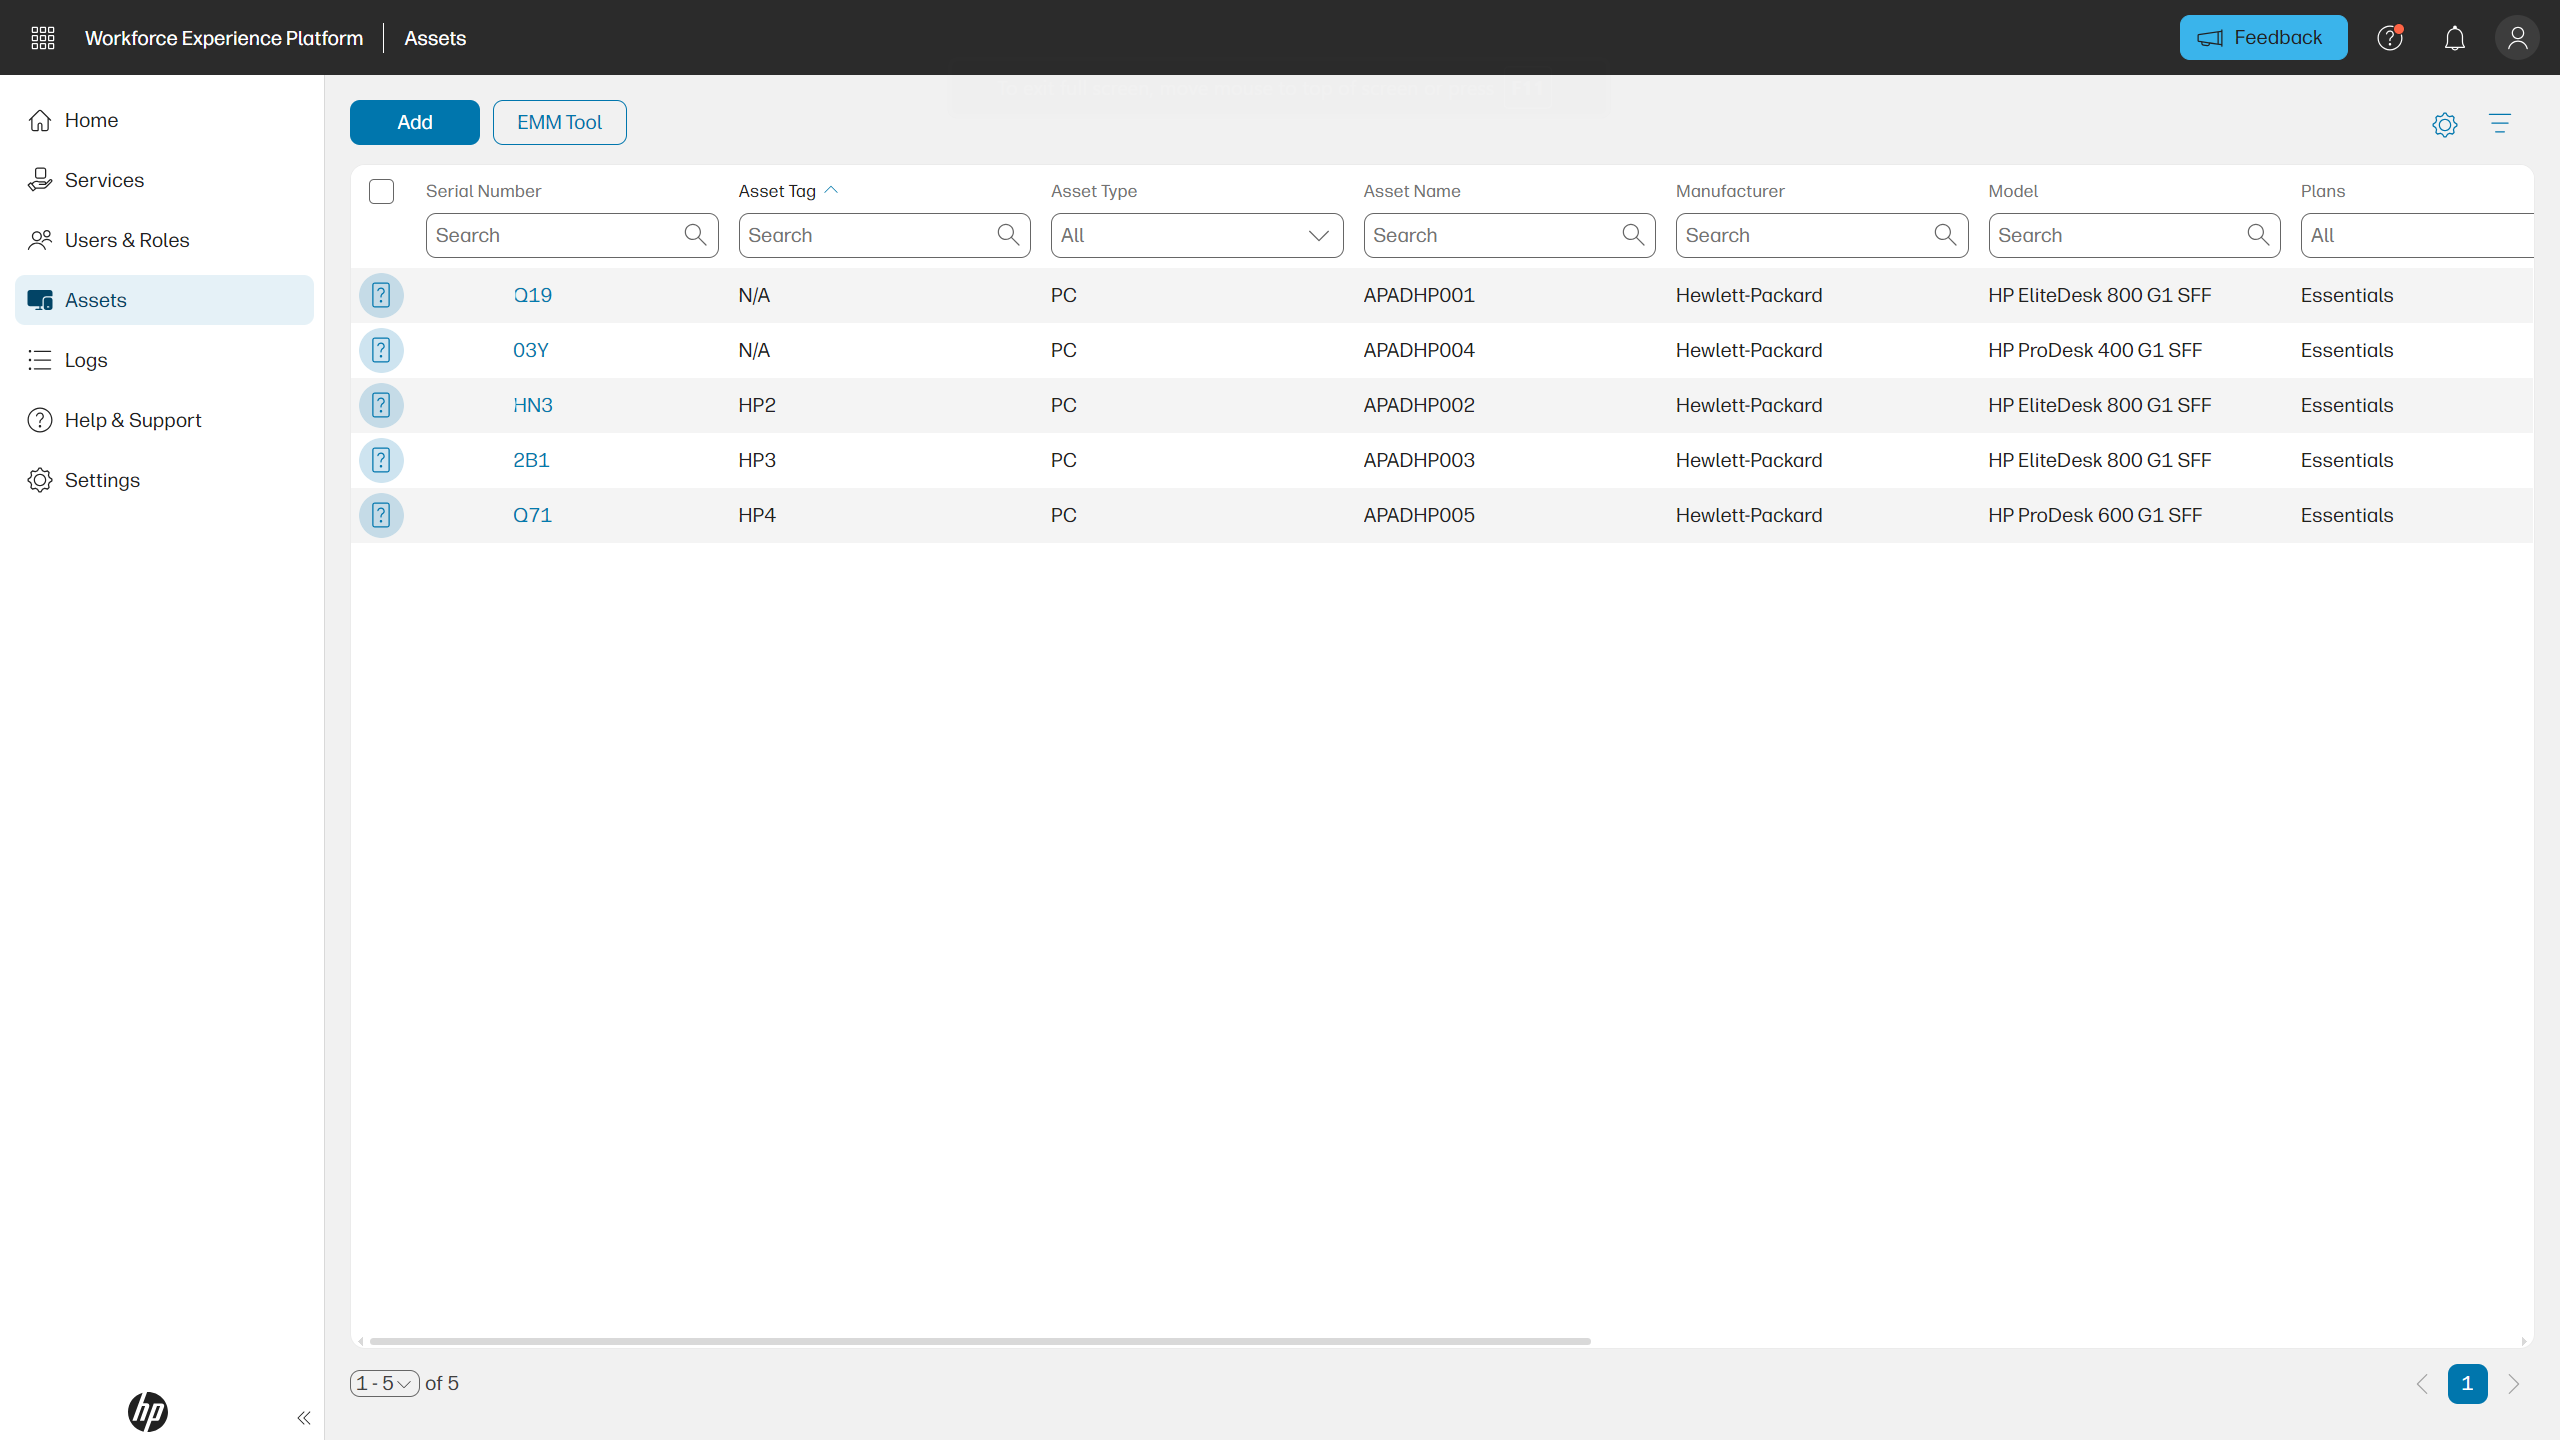 Workforce Experience Platform
Assets
Feedback
Home
Services
Users & Roles
Assets
Logs
Help & Support
Settings
Add
EMM Tool
Serial Number Asset Tag Asset Type Asset Name Manufacturer Model Plans
Search Search All Search Search Search All
Q19 N/A PC APADHP001 Hewlett-Packard HP EliteDesk 800 G1 SFF Essentials
03Y N/A PC APADHP004 Hewlett-Packard HP ProDesk 400 G1 SFF Essentials
HN3 HP2 PC APADHP002 Hewlett-Packard HP EliteDesk 800 G1 SFF Essentials
2B1 HP3 PC APADHP003 Hewlett-Packard HP EliteDesk 800 G1 SFF Essentials
Q71 HP4 PC APADHP005 Hewlett-Packard HP ProDesk 600 G1 SFF Essentials
1 - 5 of 5
1
hp